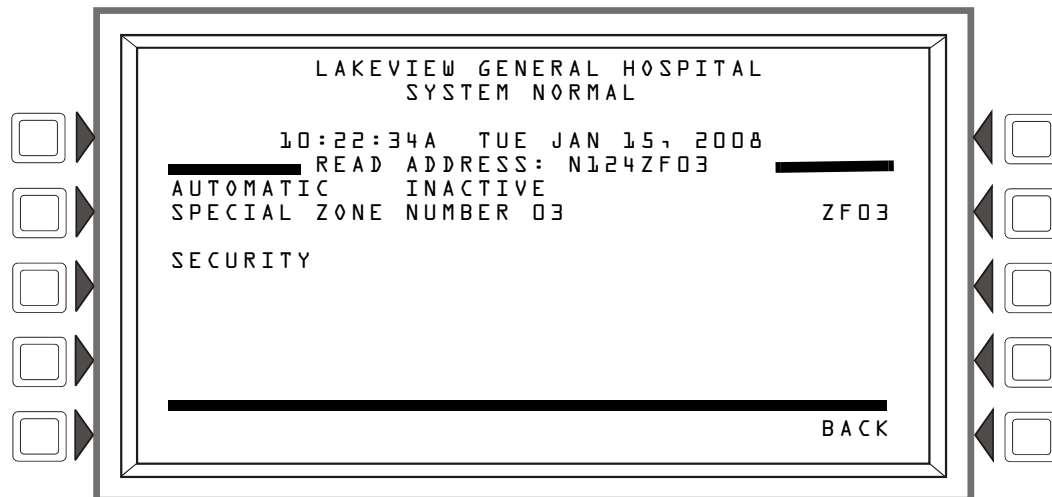 LAKEVIEW GENERAL HOSPITAL
SYSTEM NORMAL
10:22:34A TUE JAN 15, 2008
READ ADDRESS: N124ZF03
AUTOMATIC INACTIVE
SPECIAL ZONE NUMBER 03 ZF03
SECURITY
BACK